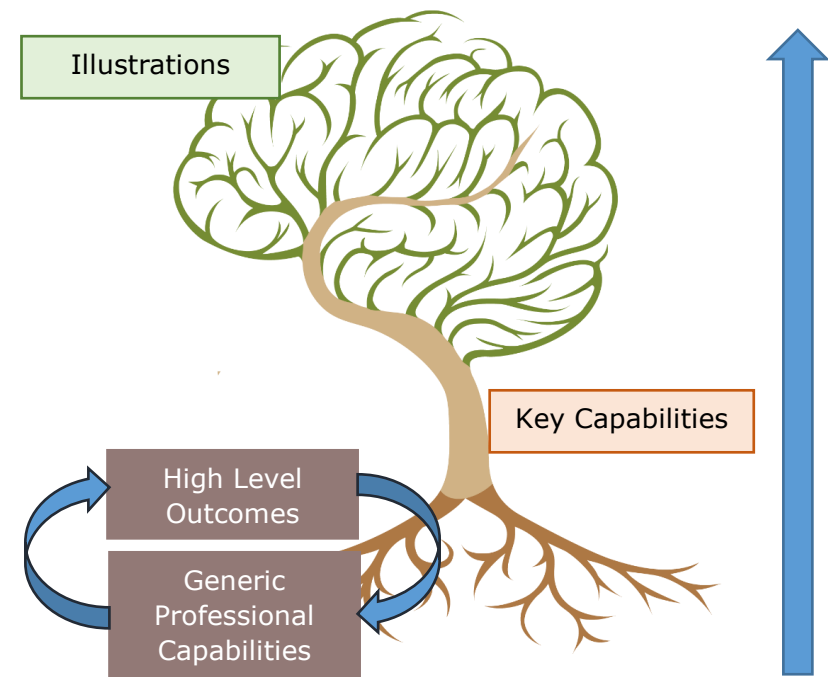 Illustrations
Key Capabilities
High Level
Outcomes
Generic
Professional
Capabilities